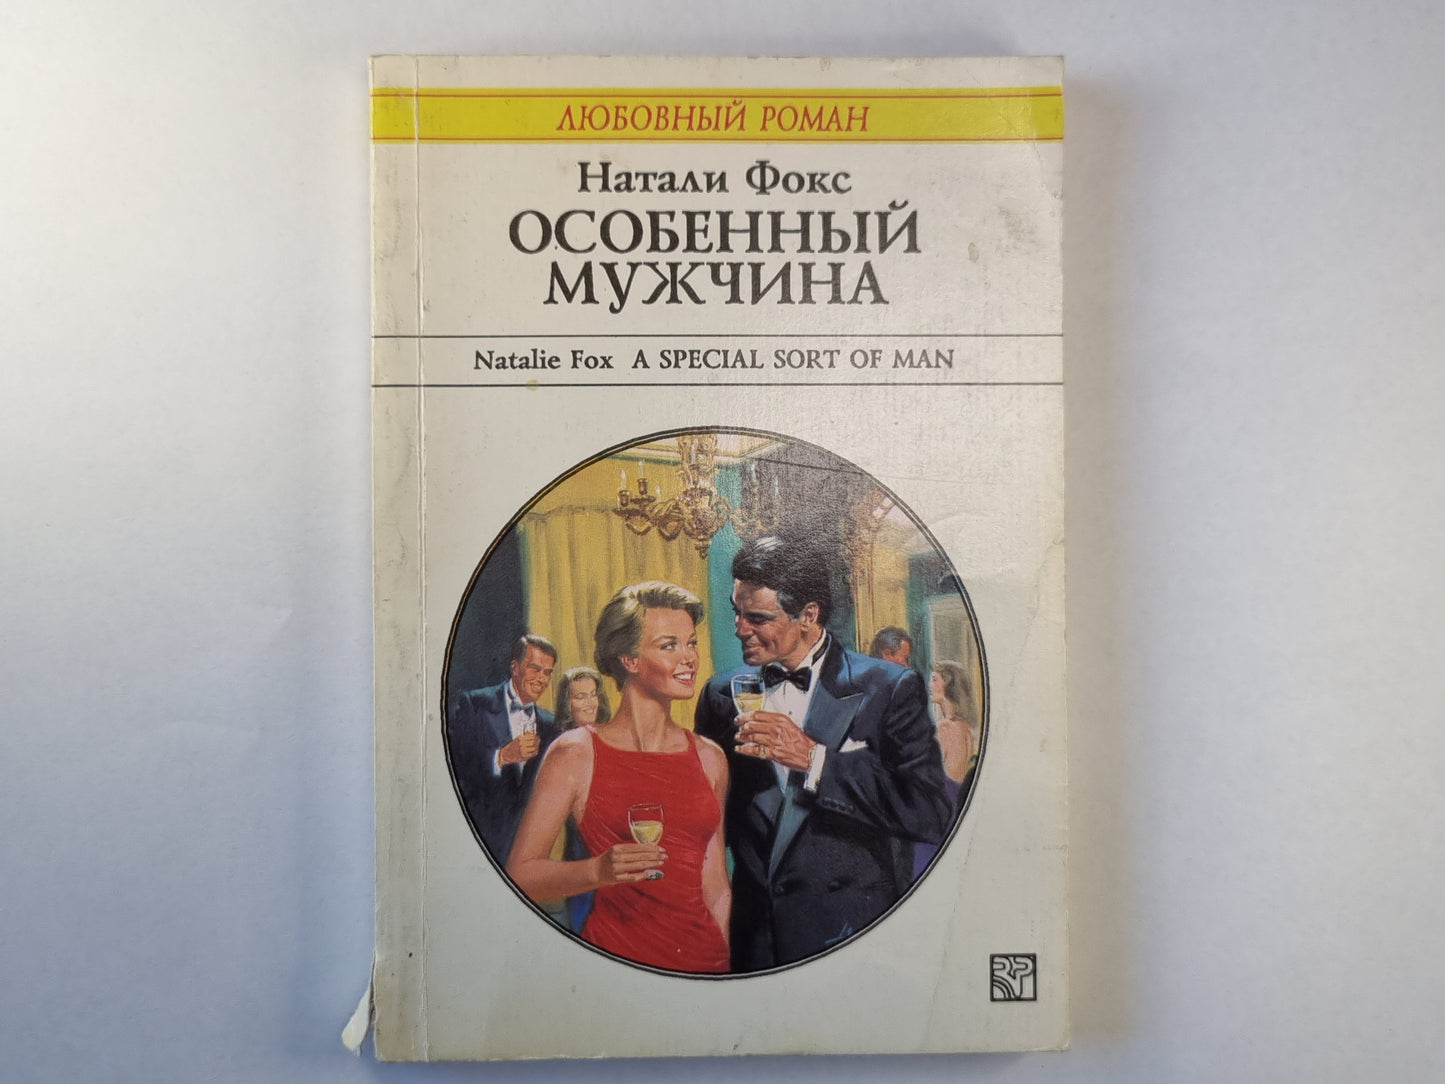 ЛЮБОВНЫЙ РОМАН
Натали Фокс
ОСОБЕННЫЙ
МУЖЧИНА
Natalie Fox A SPECIAL SORT OF MAN